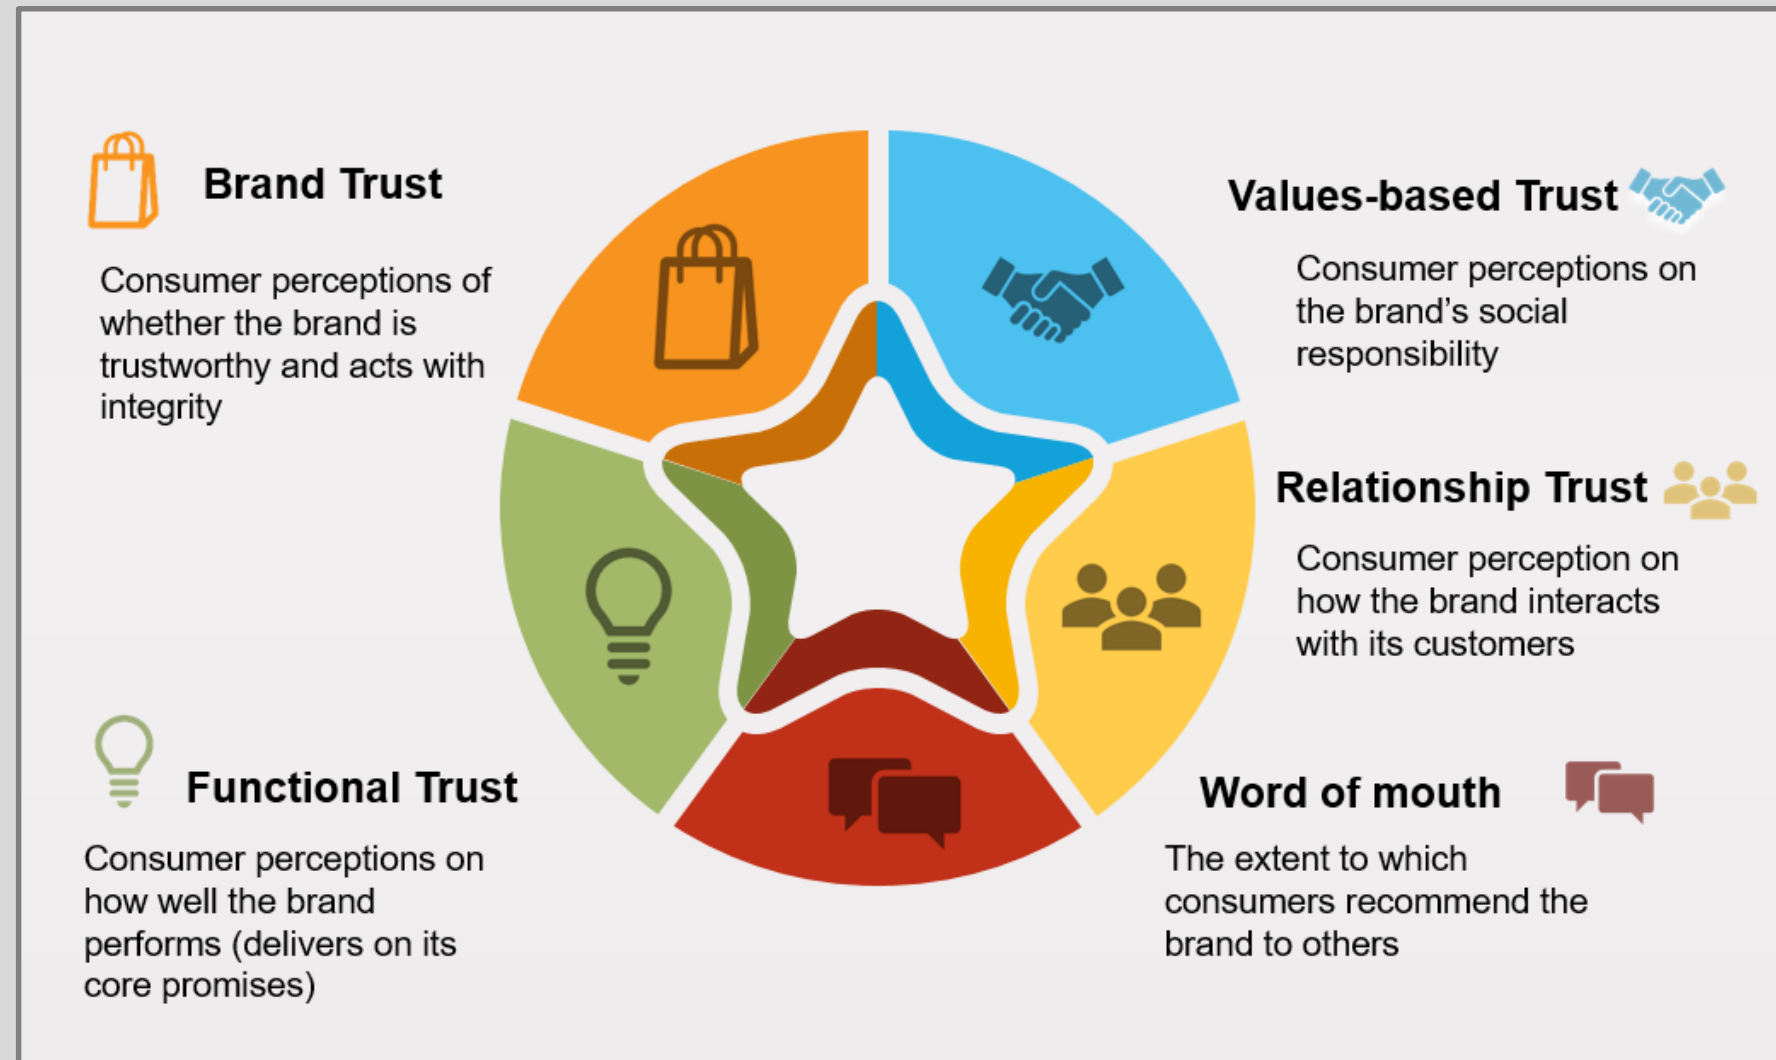 Brand Trust
Consumer perceptions of
whether the brand is
trustworthy and acts with
integrity
Values-based Trust
Consumer perceptions on
the brand’s social
responsibility
Relationship Trust
Consumer perception on
how the brand interacts
with its customers
Functional Trust
Consumer perceptions on
how well the brand
performs (delivers on its
core promises)
Word of mouth
The extent to which
consumers recommend the
brand to others